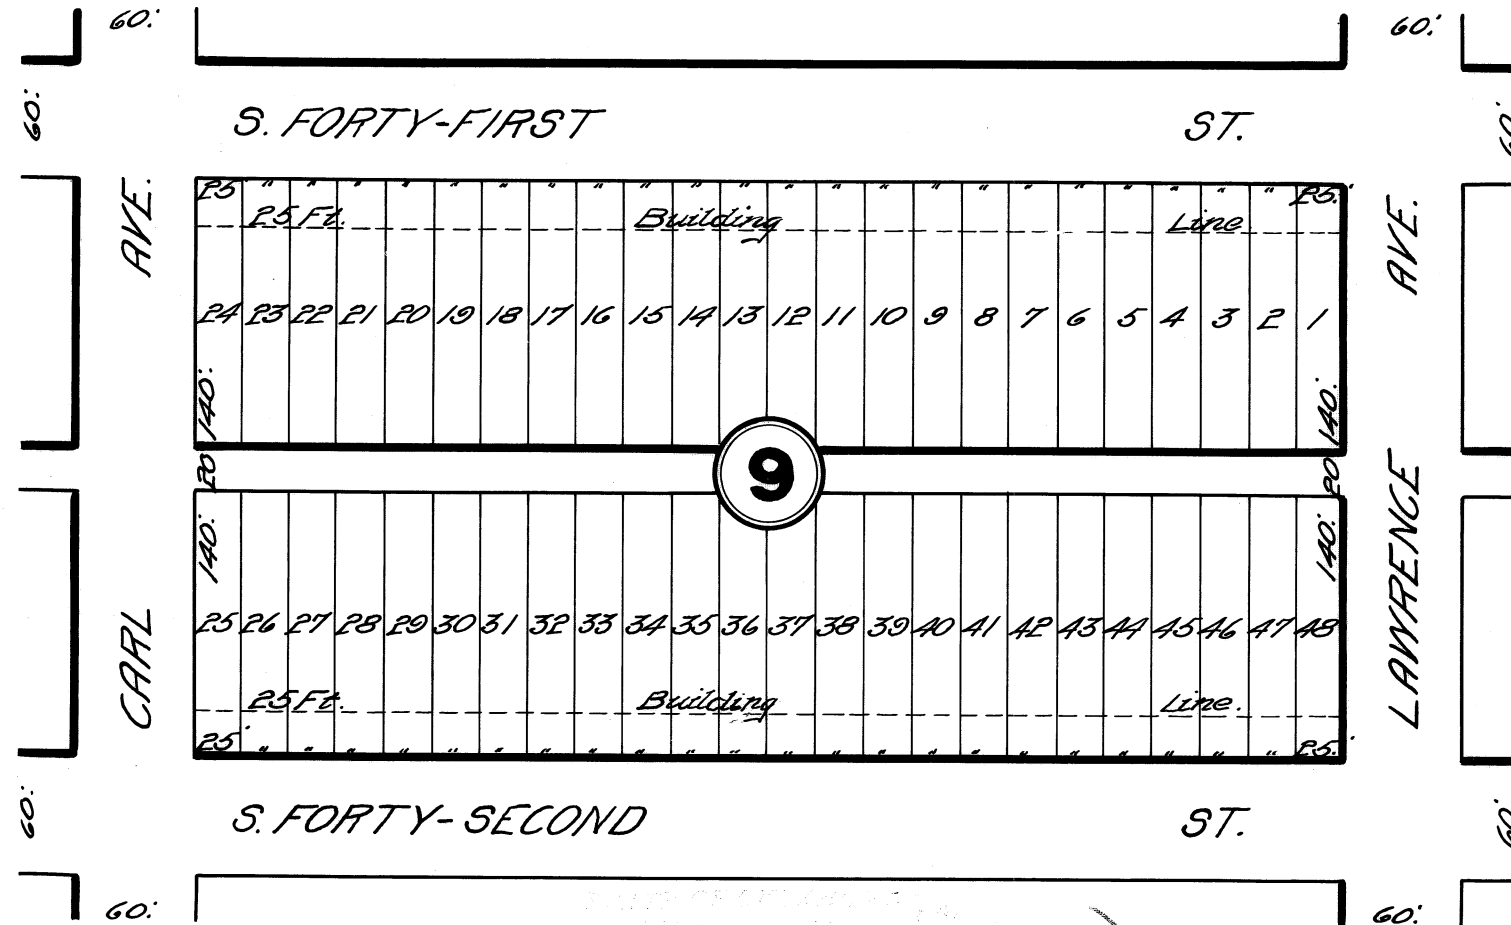 60.' 60.'
60.' 60.'
S. FORTY-FIRST ST.
CARL AVE.
LAWRENCE AVE.
25 " " " " " " " " " " " " " " " " " " " " " " 25.'
25 Ft. Building Line
24 23 22 21 20 19 18 17 16 15 14 13 12 11 10 9 8 7 6 5 4 3 2 1
140.' 140.'
20 9 20
140.' 140.'
25 26 27 28 29 30 31 32 33 34 35 36 37 38 39 40 41 42 43 44 45 46 47 48
25 Ft. Building Line.
25' " " " " " " " " " " " " " " " " " " " " " " 25.'
60.' 60.'
S. FORTY-SECOND ST.
60.' 60.'